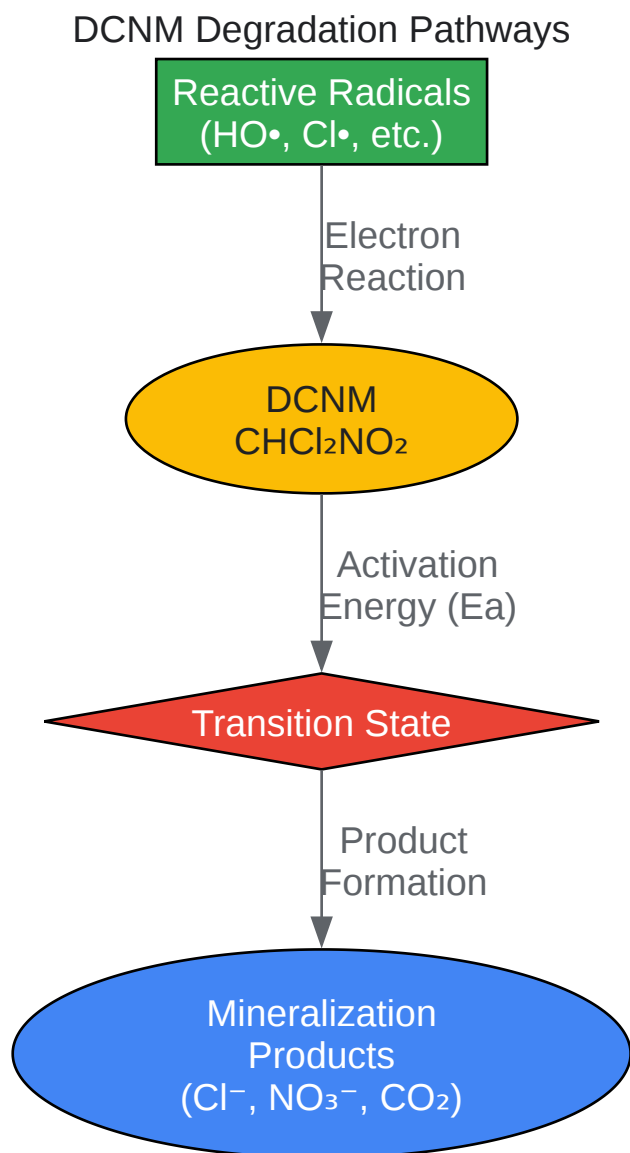 DCNM Degradation Pathways
Reactive Radicals
(HO•, Cl•, etc.)
Electron
Reaction
DCNM
CHCl₂NO₂
Activation
Energy (Ea)
Transition State
Product
Formation
Mineralization
Products
(Cl⁻, NO₃⁻, CO₂)